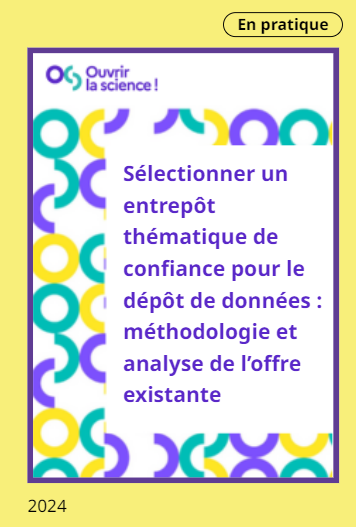 En pratique
Ouvrir
la science !
Sélectionner un
entrepôt
thématique de
confiance pour le
dépôt de données :
méthodologie et
analyse de l’offre
existante
2024